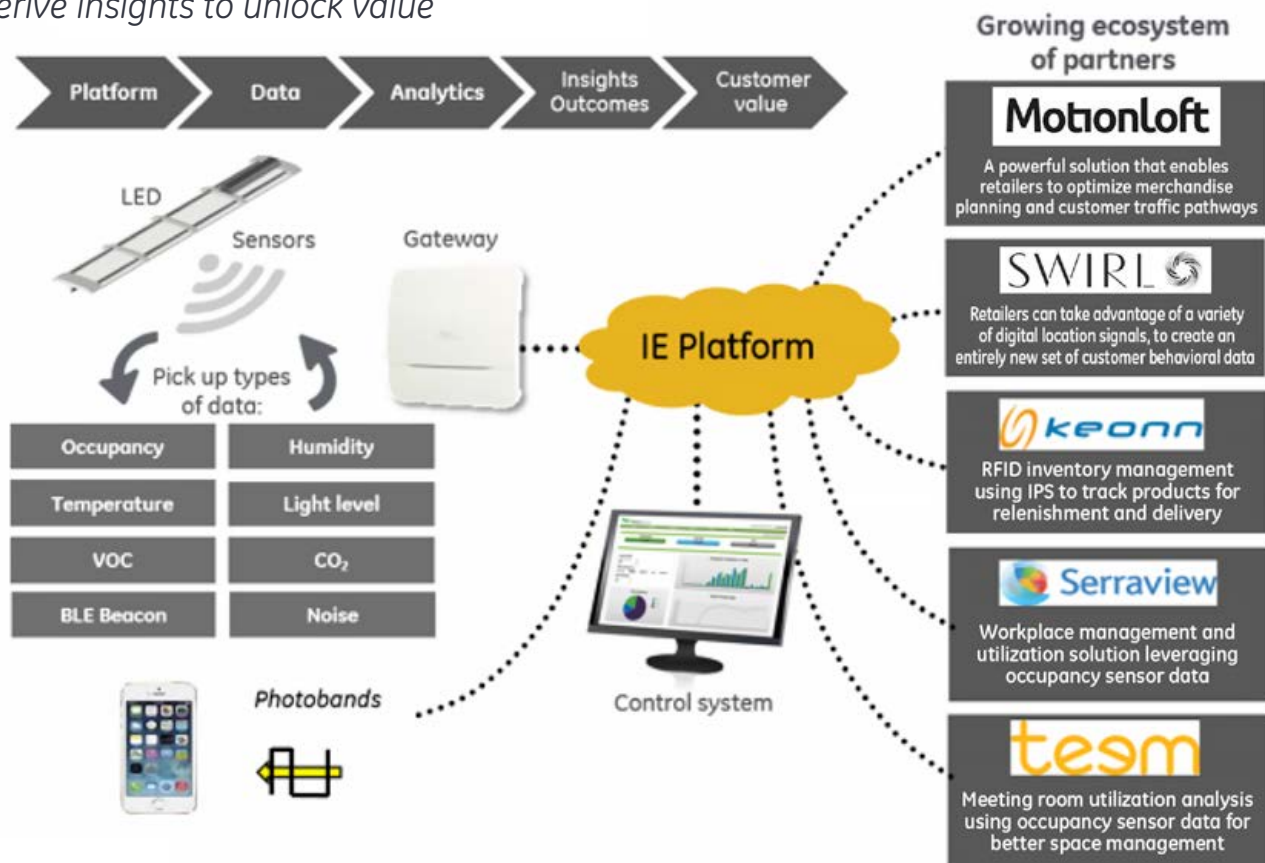 erive insights to unlock value
Platform
Data
Analytics
Insights
Outcomes
Customer
value
LED
Sensors
Gateway
Pick up types
of data:
Occupancy
Humidity
Temperature
Light level
VOC
CO₂
BLE Beacon
Noise
Photobands
IE Platform
Control system
Growing ecosystem
of partners
Motionloft
A powerful solution that enables
retailers to optimize merchandise
planning and customer traffic pathways
SWIRL
Retailers can take advantage of a variety
of digital location signals, to create an
entirely new set of customer behavioral data
keonn
RFID inventory management
using IPS to track products for
relenishment and delivery
Serraview
Workplace management and
utilization solution leveraging
occupancy sensor data
teem
Meeting room utilization analysis
using occupancy sensor data for
better space management